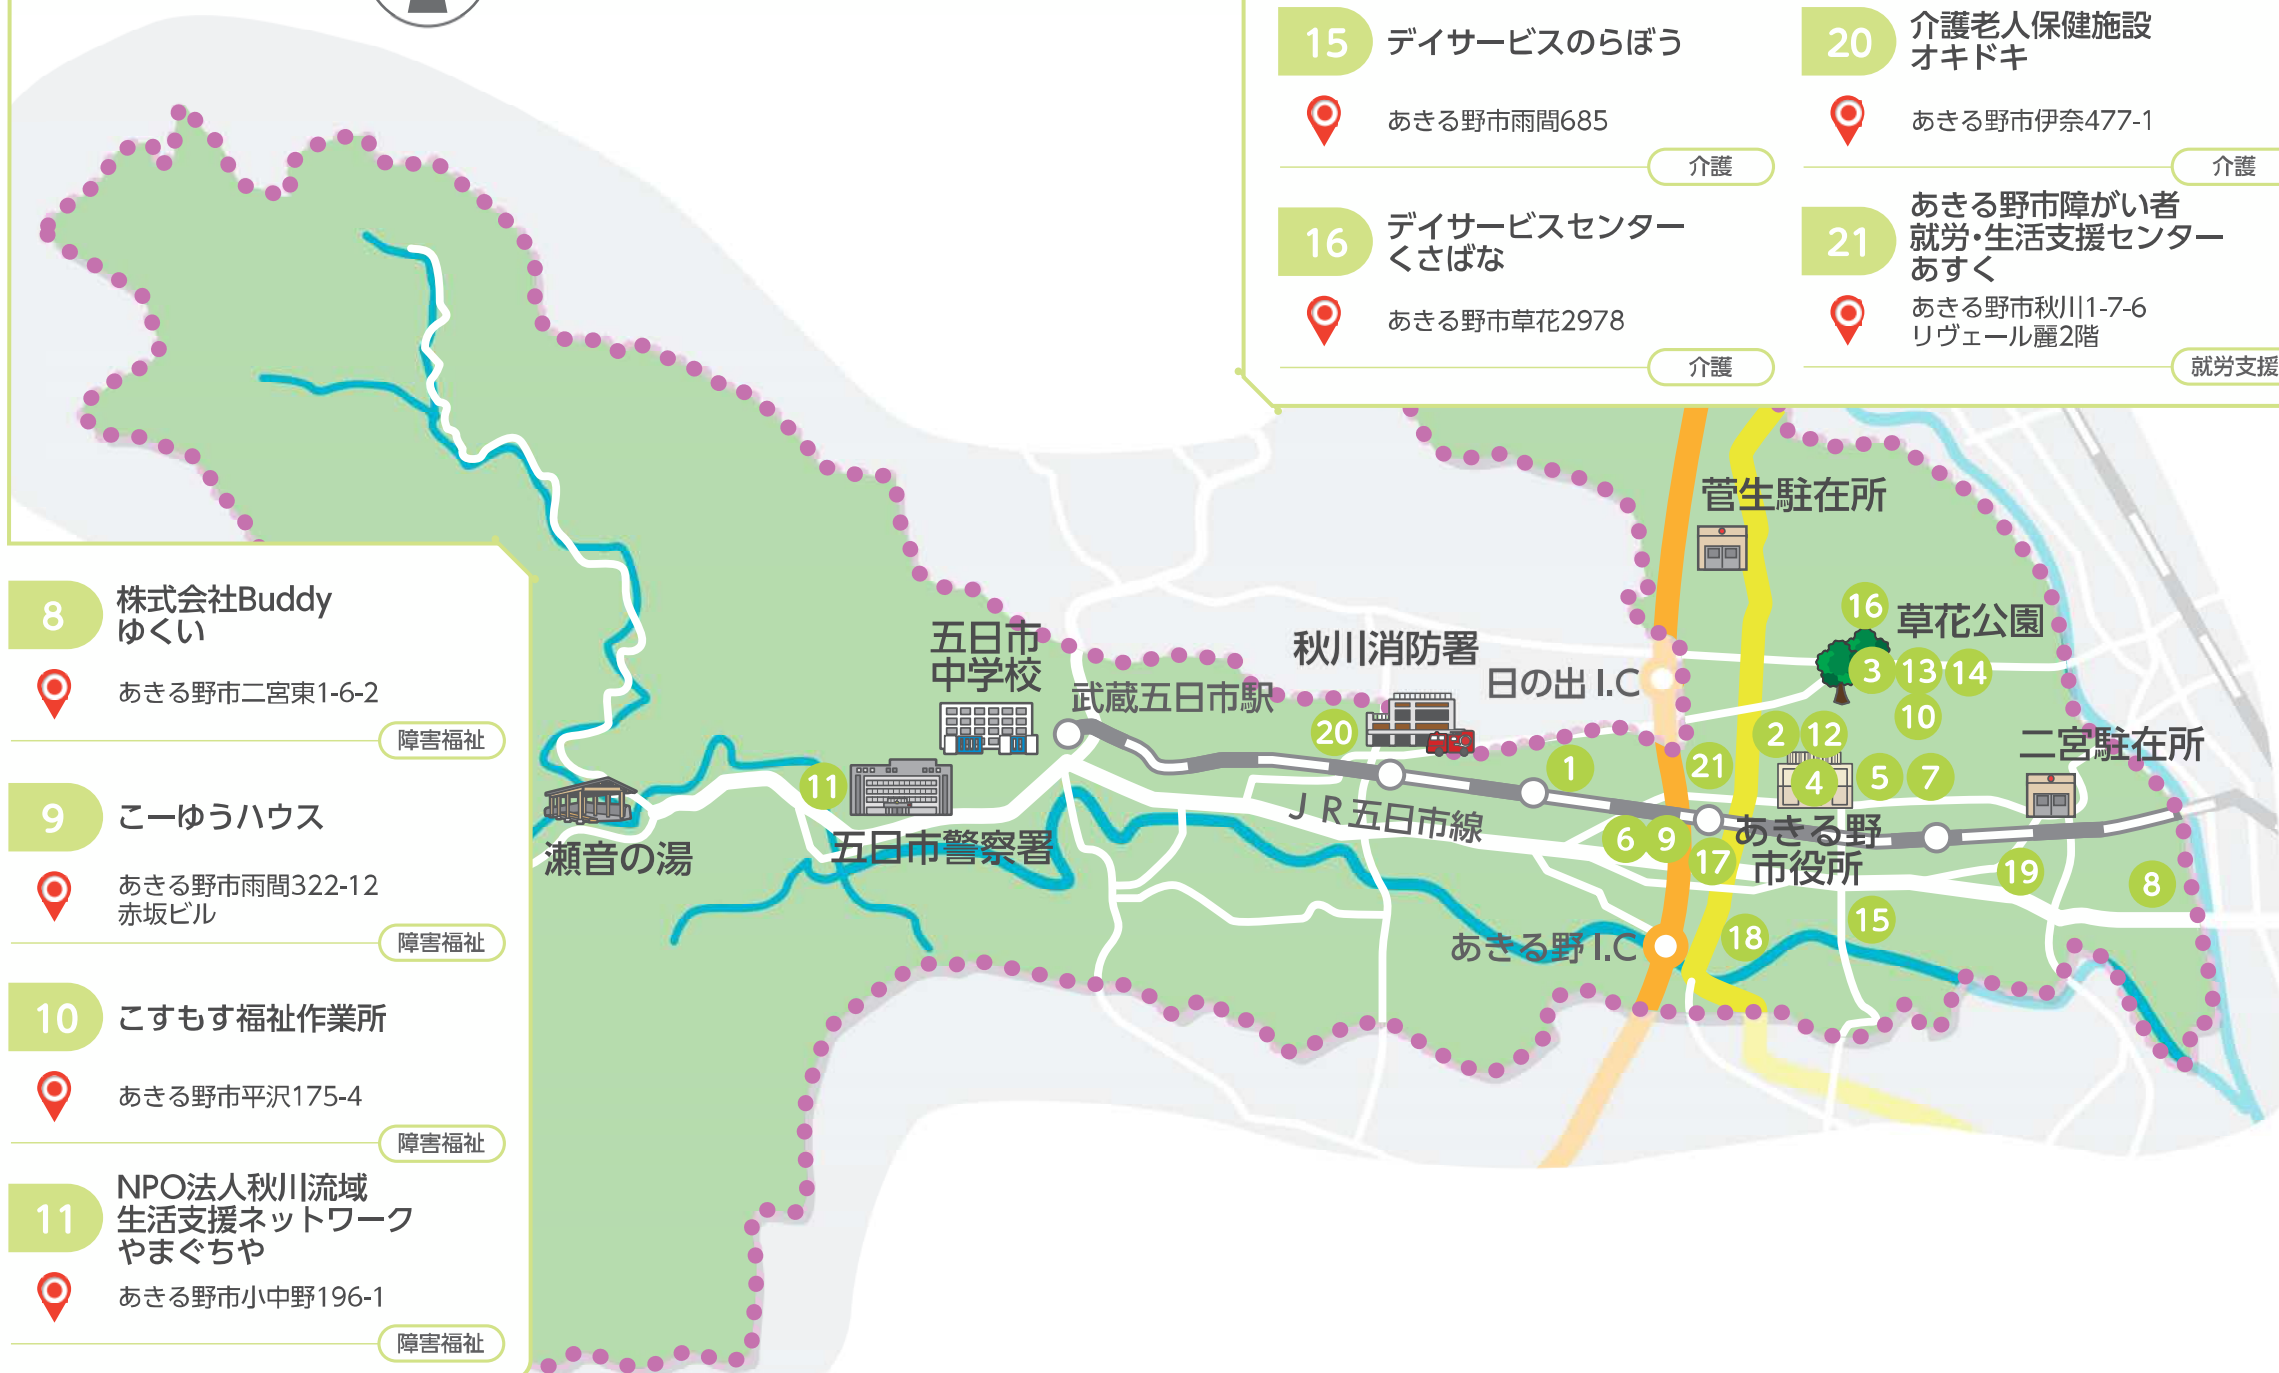 15
デイサービスのらぼう
あきる野市雨間685
介護
20
介護老人保健施設
オキドキ
あきる野市伊奈477-1
介護
16
デイサービスセンター
くさばな
あきる野市草花2978
介護
21
あきる野市障がい者
就労・生活支援センター
あすく
あきる野市秋川1-7-6
リヴェール麗2階
就労支援
8
株式会社Buddy
ゆくい
あきる野市二宮東1-6-2
障害福祉
9
こーゆうハウス
あきる野市雨間322-12
赤坂ビル
障害福祉
10
こすもす福祉作業所
あきる野市平沢175-4
障害福祉
11
NPO法人秋川流域
生活支援ネットワーク
やまぐちや
あきる野市小中野196-1
障害福祉
菅生駐在所
16
草花公園
五日市
中学校
秋川消防署
日の出 I.C
3
13
14
武蔵五日市駅
10
20
2
12
二宮駐在所
1
21
11
4
5
7
JR五日市線
瀬音の湯
五日市警察署
6
9
17
あきる野
市役所
19
8
15
18
あきる野 I.C